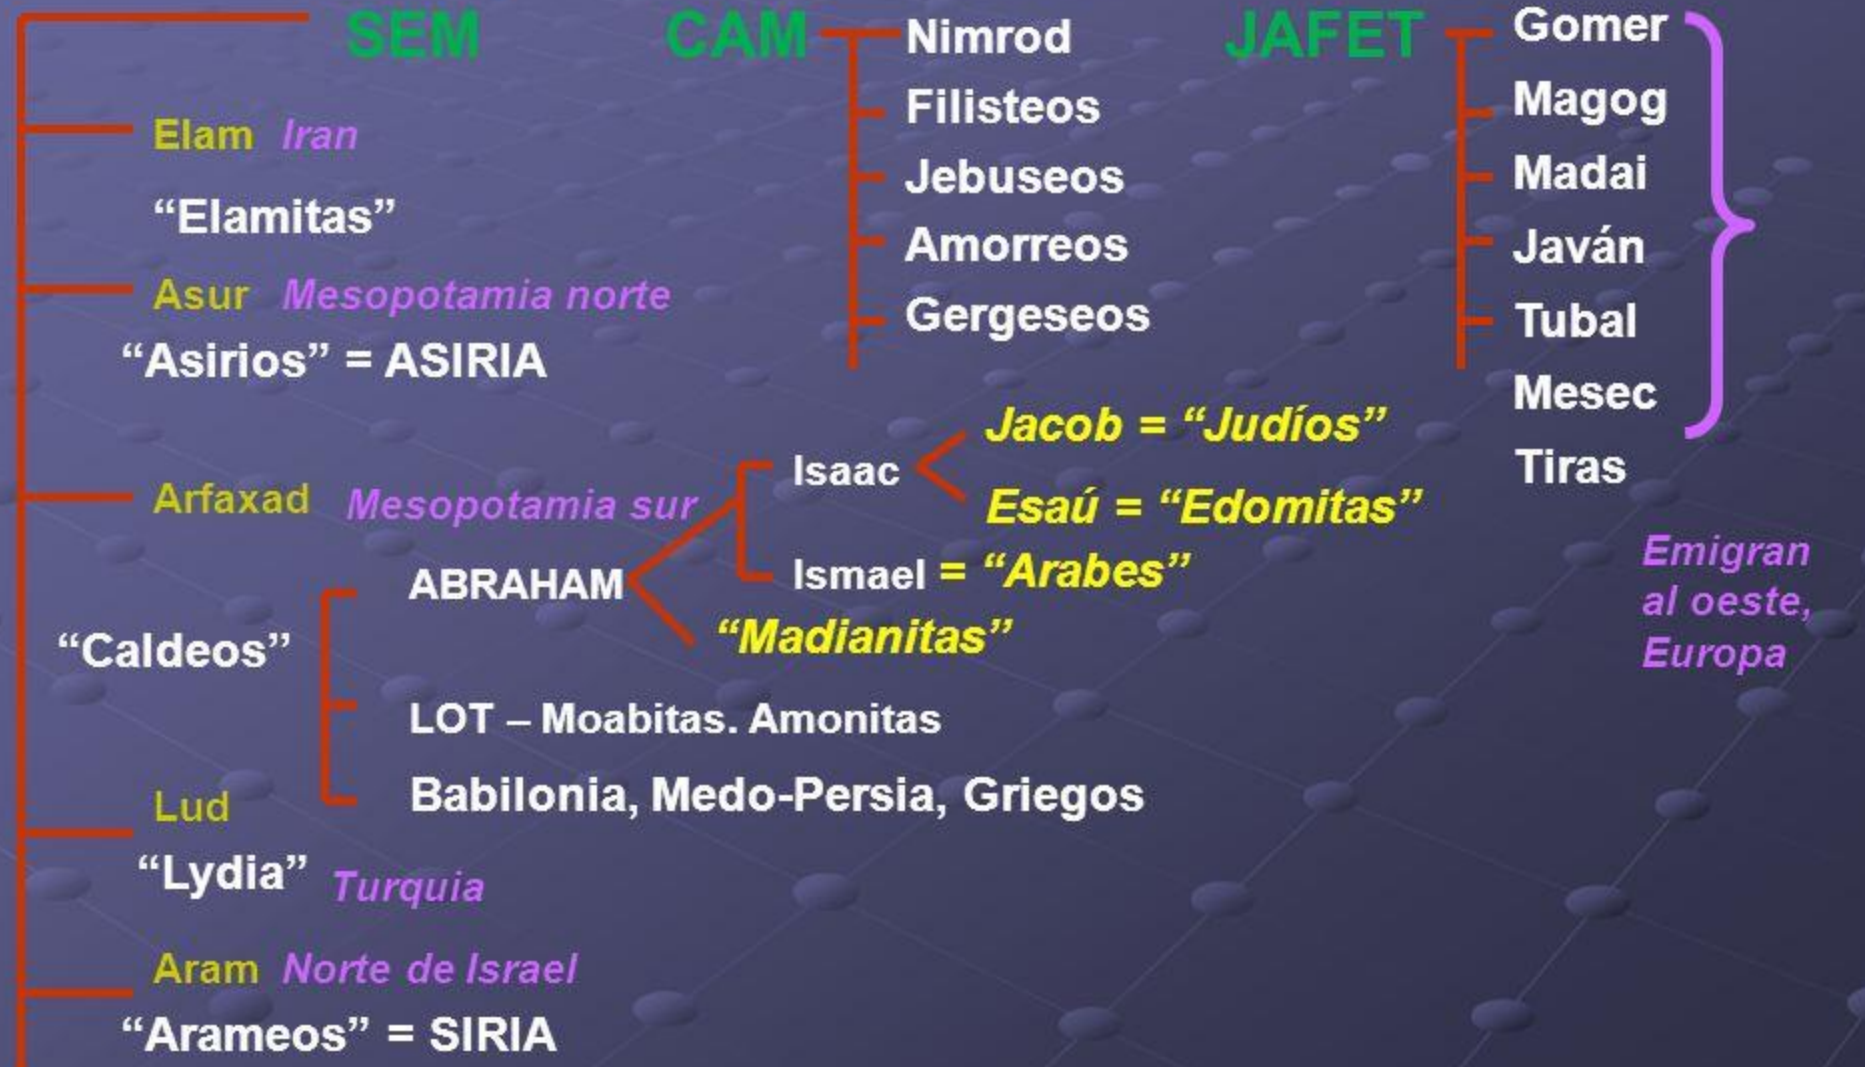 SEM
Elam Iran
“Elamitas”
Asur Mesopotamia norte
“Asirios” = ASIRIA
Arfaxad Mesopotamia sur
“Caldeos”
ABRAHAM
Isaac
Jacob = “Judíos”
Esaú = “Edomitas”
Ismael = “Arabes”
“Madianitas”
LOT – Moabitas. Amonitas
Babilonia, Medo-Persia, Griegos
Lud
“Lydia” Turquia
Aram Norte de Israel
“Arameos” = SIRIA
CAM
Nimrod
Filisteos
Jebuseos
Amorreos
Gergeseos
JAFET
Gomer
Magog
Madai
Javán
Tubal
Mesec
Tiras
Emigran
al oeste,
Europa